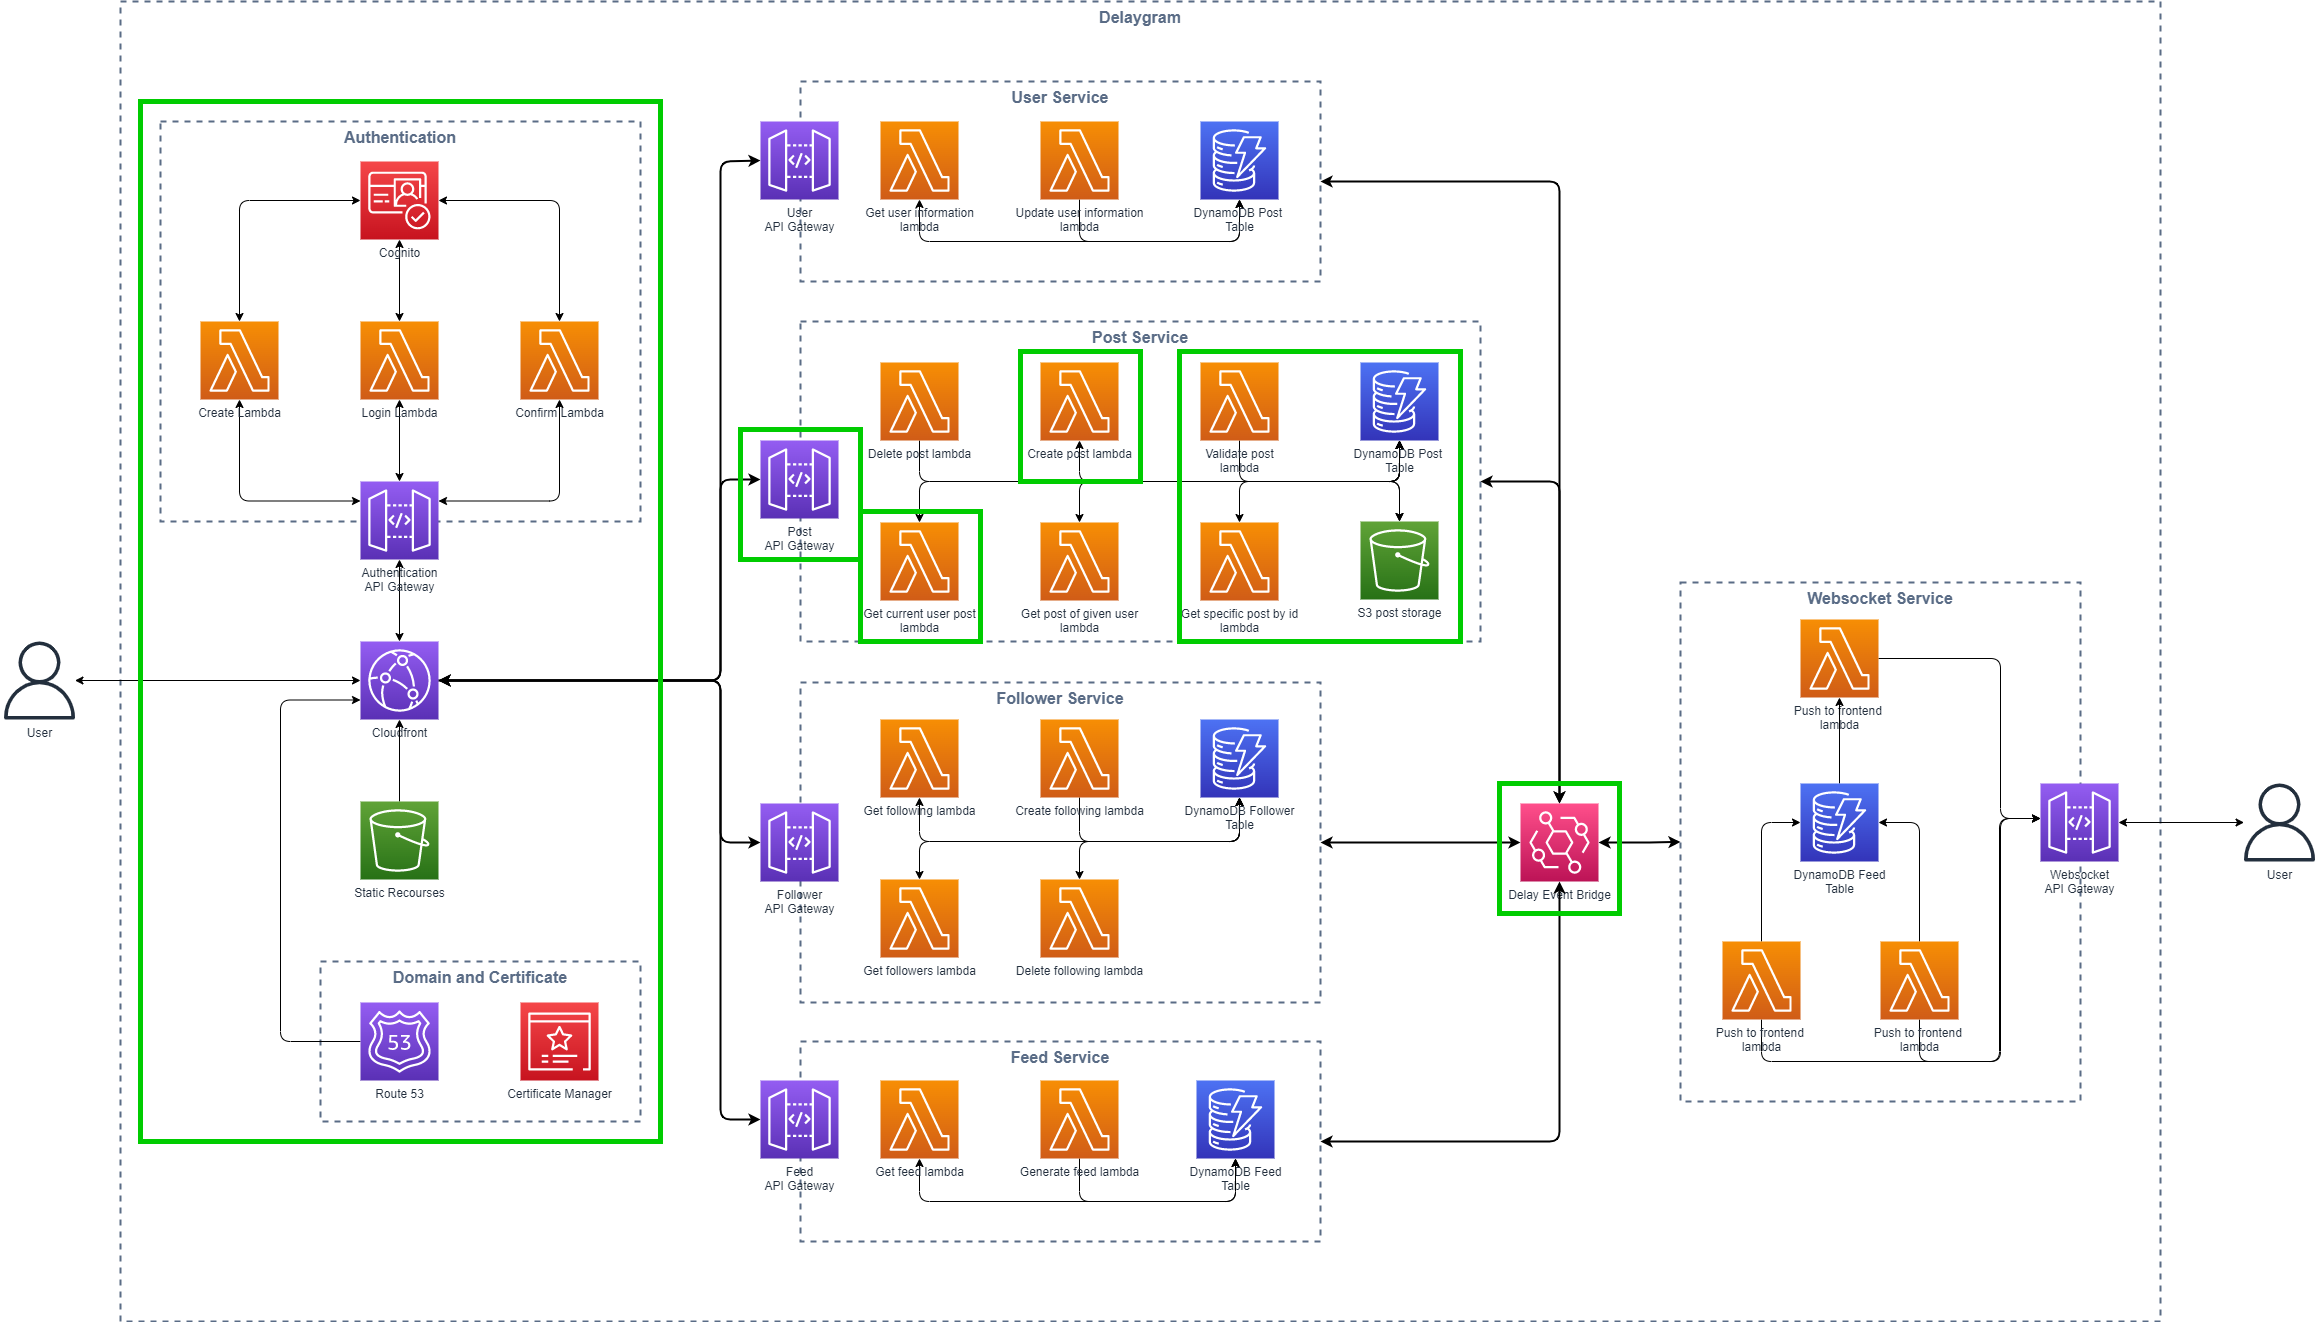 Delaygram
Authentication
Cognito
Create Lambda
Login Lambda
Confirm Lambda
Authentication
API Gateway
User
Cloudfront
Static Recourses
Domain and Certificate
53
Route 53
Certificate Manager
User Service
User
API Gateway
Get user information
lambda
Update user information
lambda
DynamoDB Post
Table
Post Service
Delete post lambda
Create post lambda
Validate post
lambda
DynamoDB Post
Table
Post
API Gateway
Get current user post
lambda
Get post of given user
lambda
Get specific post by id
lambda
S3 post storage
Follower Service
Get following lambda
Create following lambda
DynamoDB Follower
Table
Follower
API Gateway
Get followers lambda
Delete following lambda
Feed Service
Feed
API Gateway
Get feed lambda
Generate feed lambda
DynamoDB Feed
Table
Delay Event Bridge
Websocket Service
Push to frontend
lambda
DynamoDB Feed
Table
Push to frontend
lambda
Push to frontend
lambda
Websocket
API Gateway
User